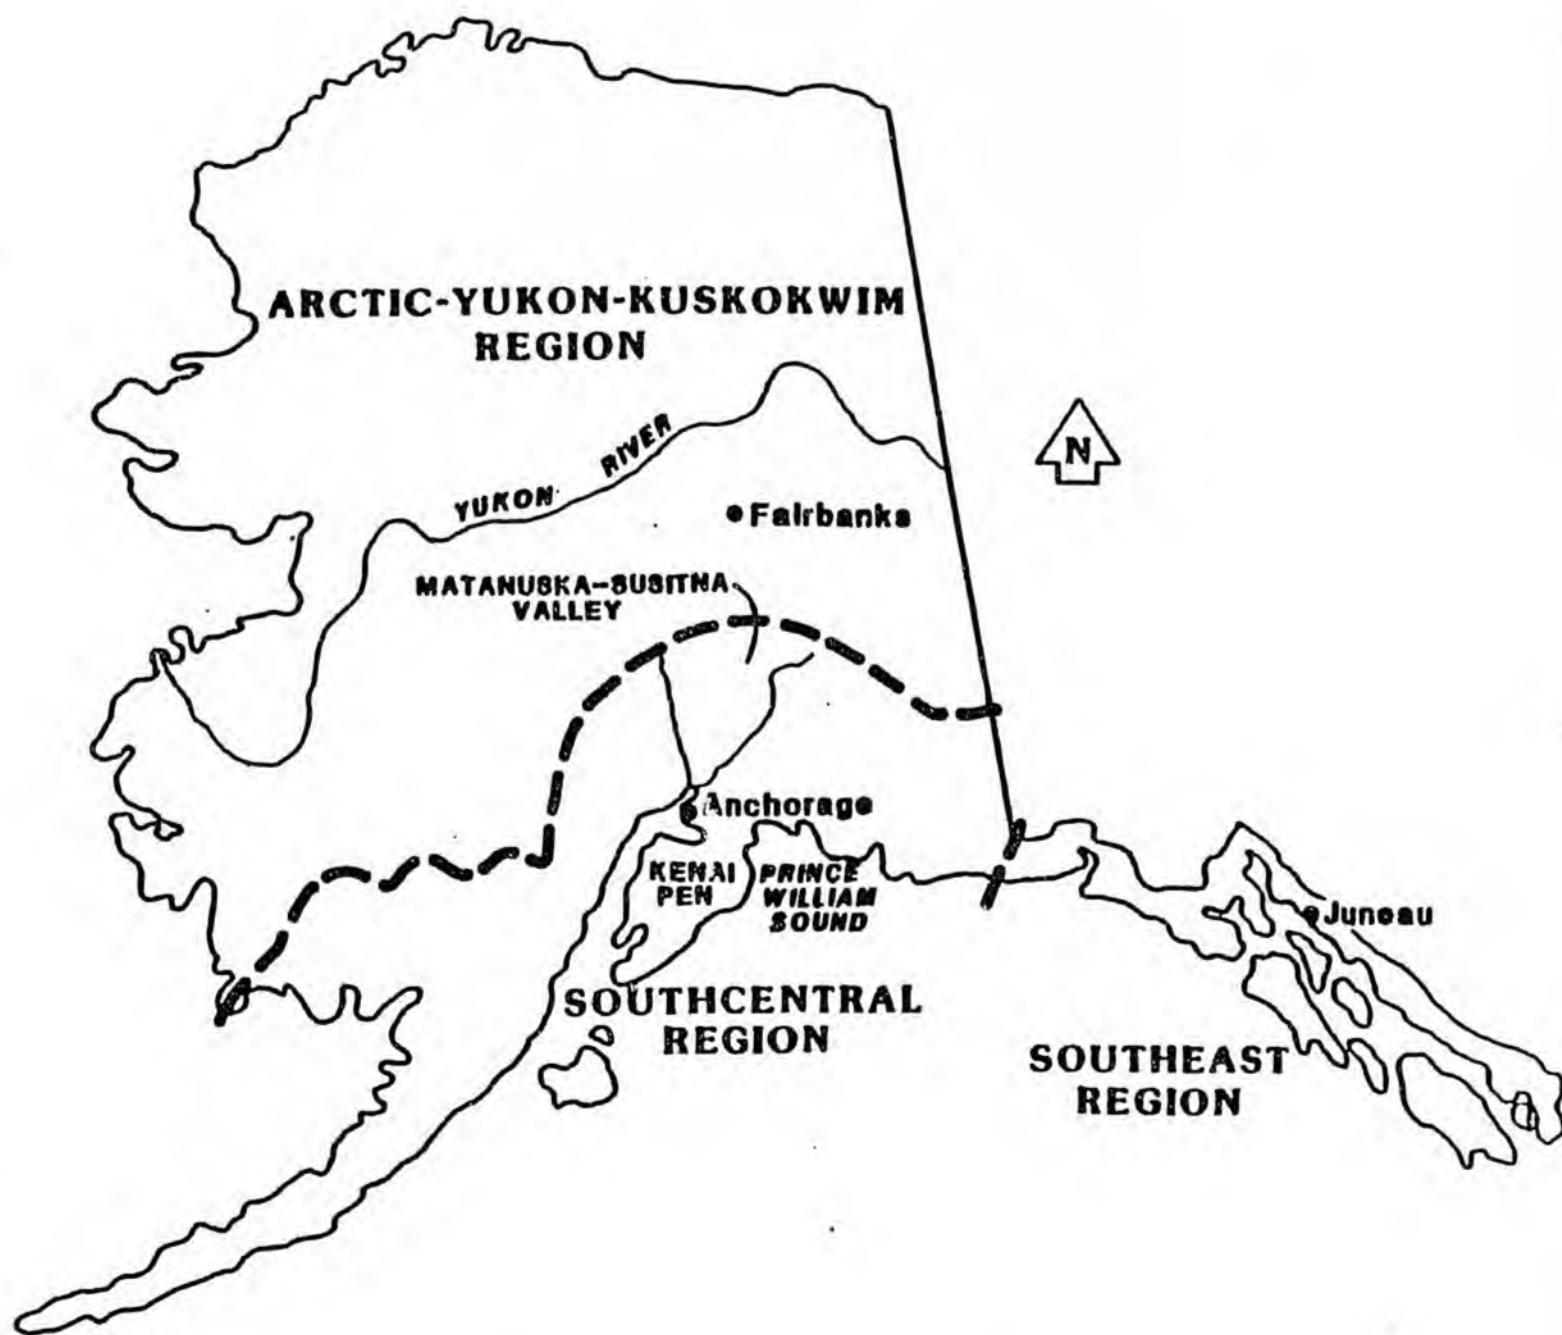 ARCTIC-YUKON-KUSKOKWIM
REGION
YUKON RIVER
N
Fairbanks
MATANUSKA-SUSITNA
VALLEY
Anchorage
KENAI
PEN
PRINCE
WILLIAM
SOUND
Juneau
SOUTHCENTRAL
REGION
SOUTHEAST
REGION